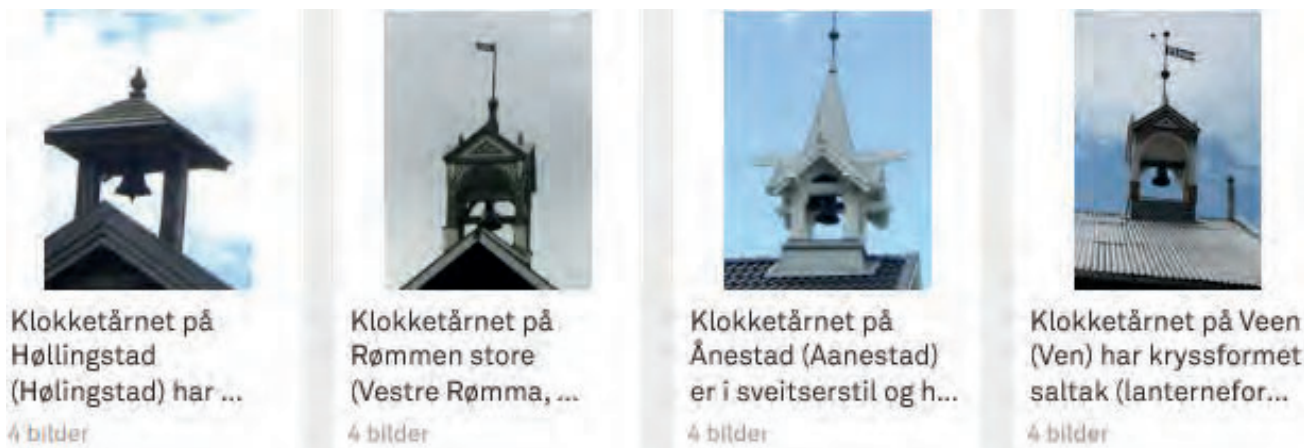 Klokketårnet på
Høllingstad
(Hølingstad) har ...
4 bilder
Klokketårnet på
Rømmen store
(Vestre Rømma, ...
4 bilder
Klokketårnet på
Ånestad (Aanestad)
er i sveitserstil og h...
4 bilder
Klokketårnet på Veen
(Ven) har kryssformet
saltak (lanternefor...
4 bilder